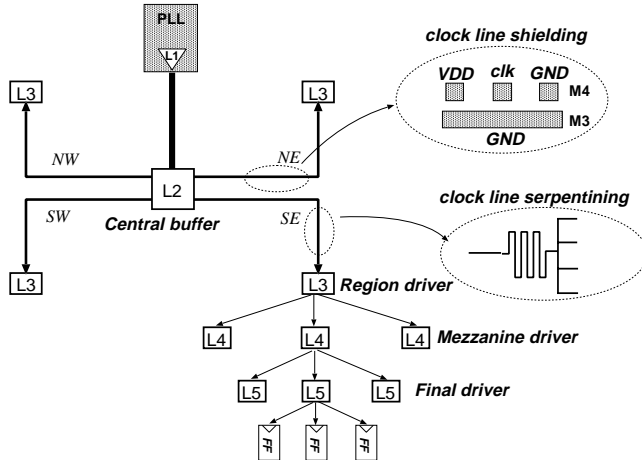 PLL
L1
clock line shielding
VDD clk GND
M4
M3
GND
L3
L3
NW
NE
L2
SW
Central buffer
SE
clock line serpentining
L3
L3
Region driver
L4
L4
L4
Mezzanine driver
L5
L5
L5
Final driver
FF
FF
FF